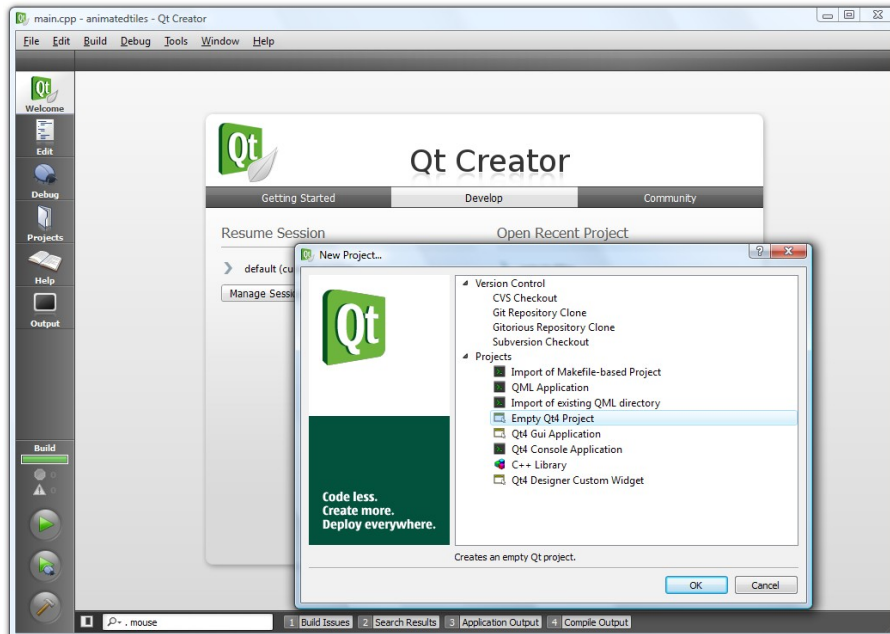 main.cpp - animatedtiles - Qt Creator
File Edit Build Debug Tools Window Help
Qt
Welcome
Edit
Debug
Projects
Help
Output
Build
0
0
Qt
Qt Creator
Getting Started Develop Community
Resume Session Open Recent Project
default (cu
Manage Sessi
New Project...
?
Qt
Code less.
Create more.
Deploy everywhere.
Version Control
CVS Checkout
Git Repository Clone
Gitorious Repository Clone
Subversion Checkout
Projects
Import of Makefile-based Project
QML Application
Import of existing QML directory
Empty Qt4 Project
Qt4 Gui Application
Qt4 Console Application
C++ Library
Qt4 Designer Custom Widget
Creates an empty Qt project.
OK Cancel
. mouse
1 Build Issues 2 Search Results 3 Application Output 4 Compile Output